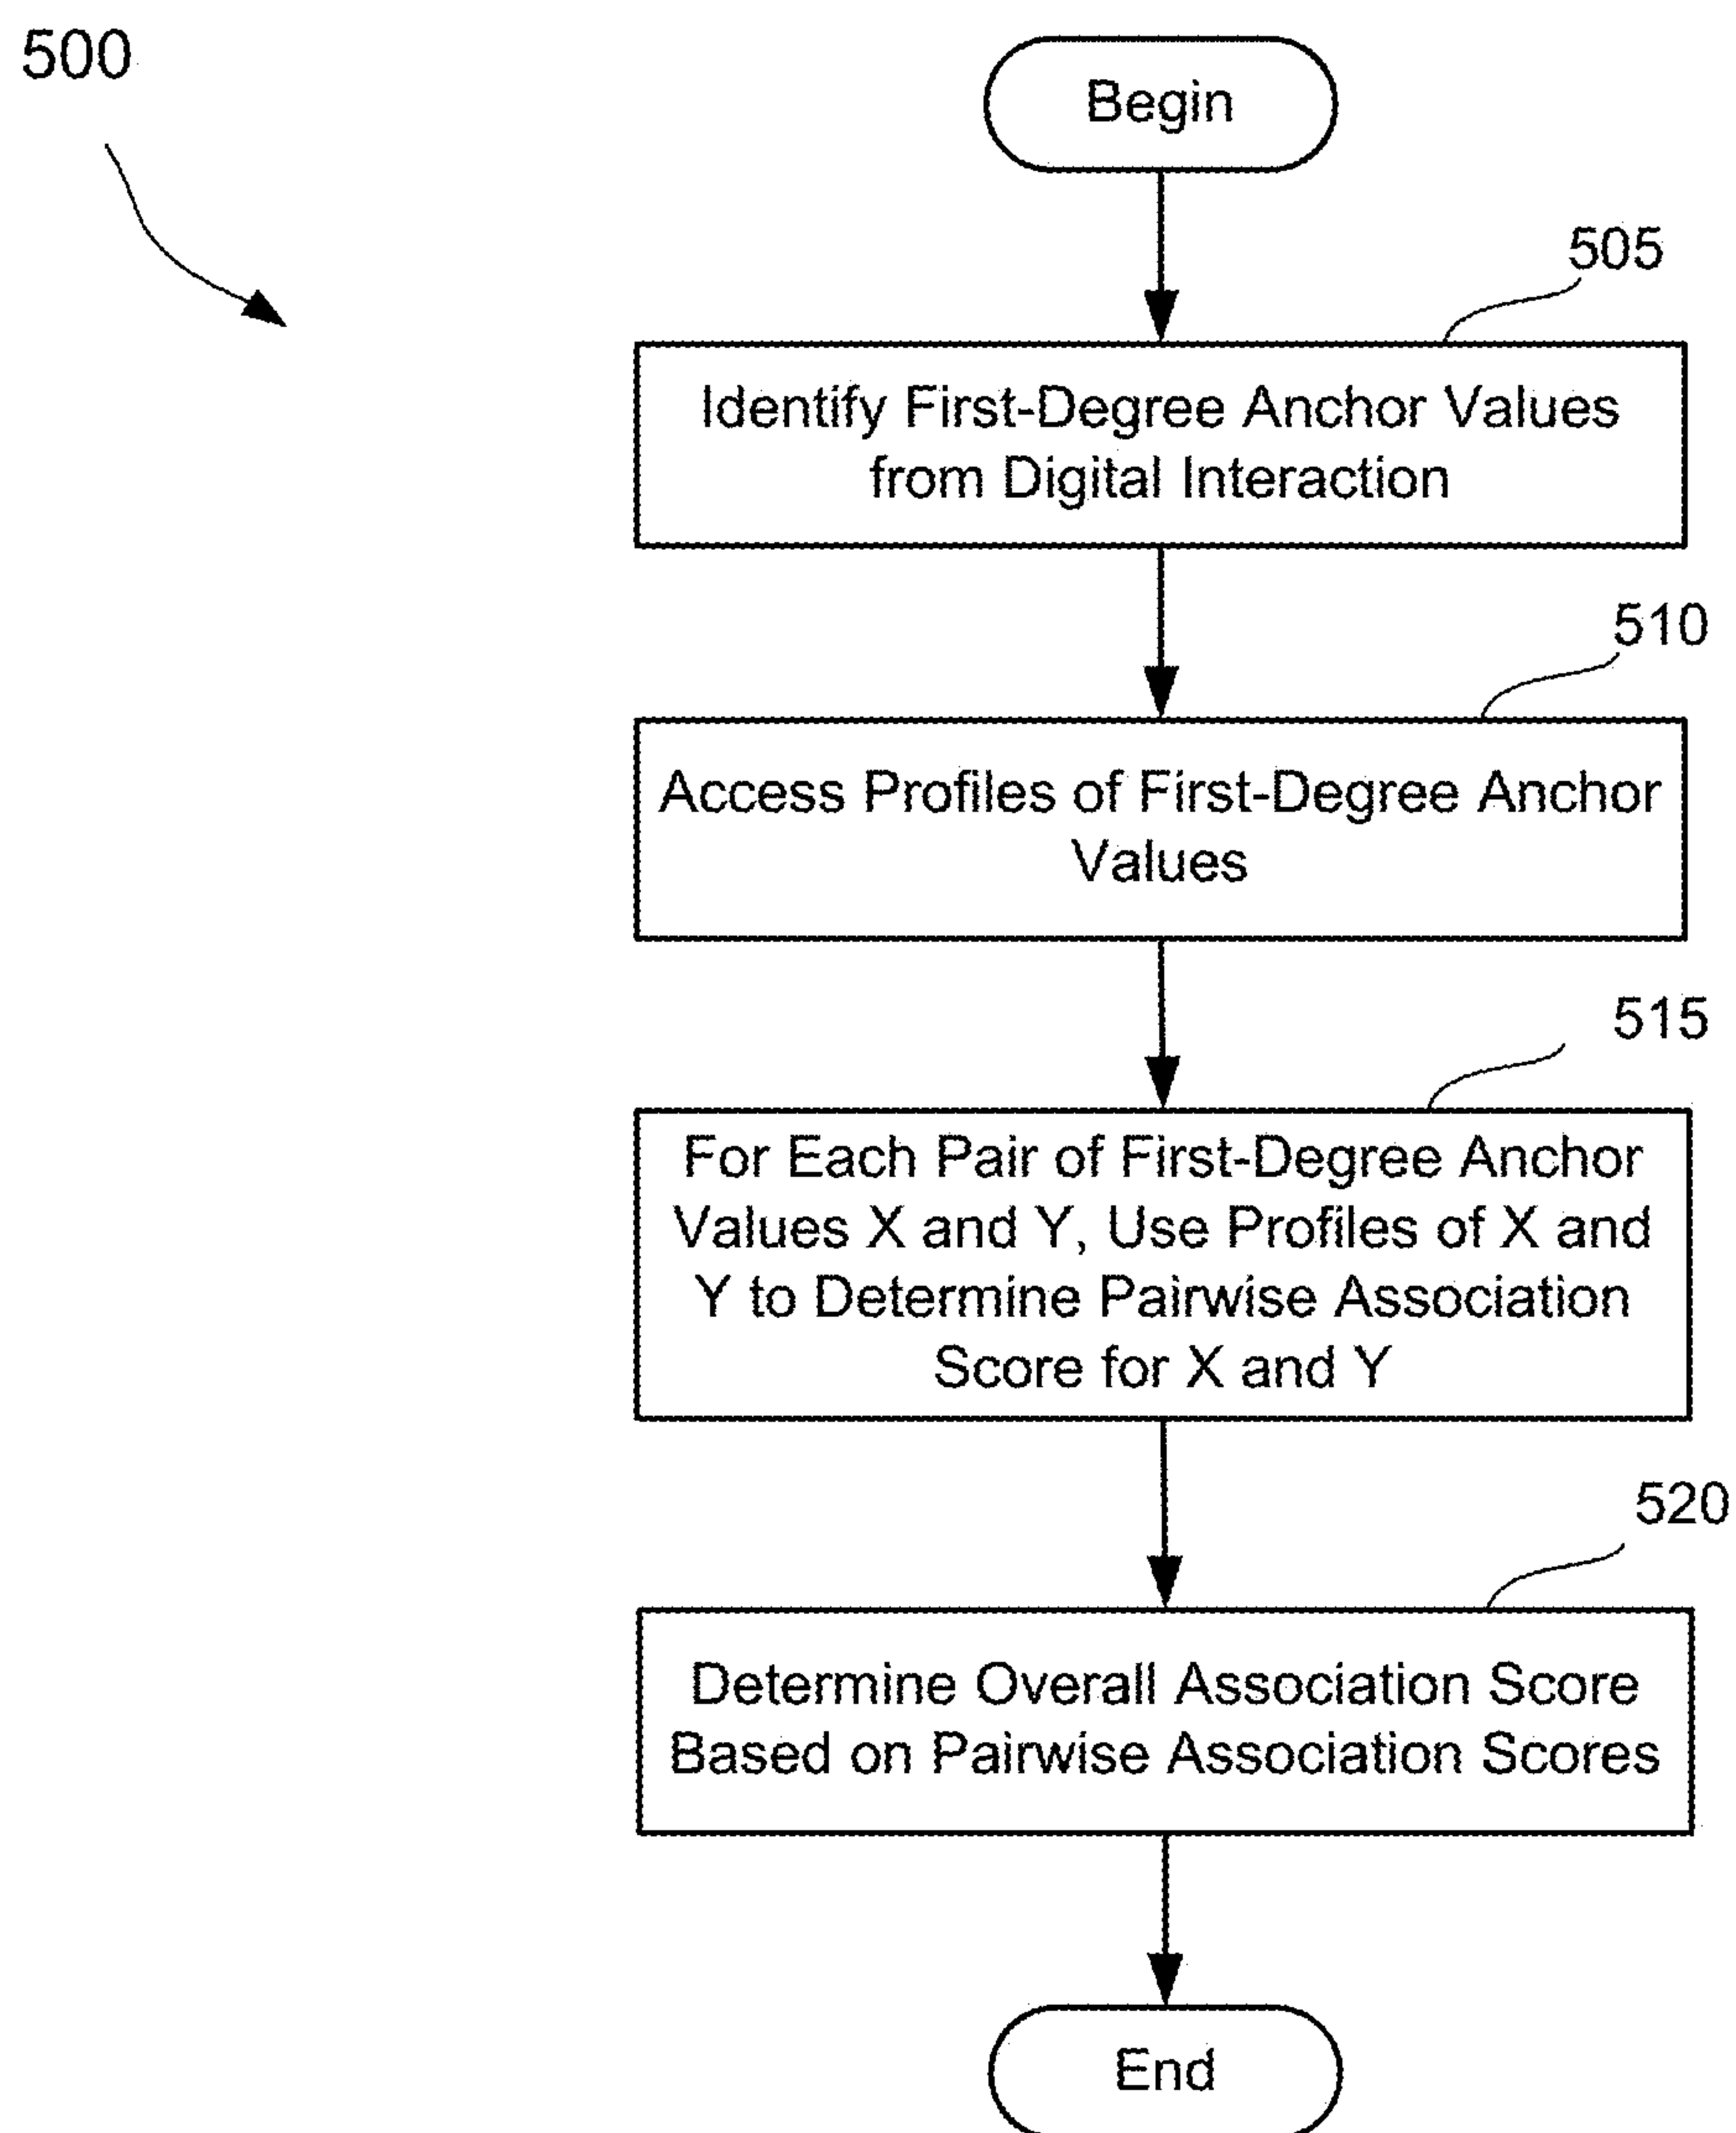 500
Begin
505
Identify First-Degree Anchor Values
from Digital Interaction
510
Access Profiles of First-Degree Anchor
Values
515
For Each Pair of First-Degree Anchor
Values X and Y, Use Profiles of X and
Y to Determine Pairwise Association
Score for X and Y
520
Determine Overall Association Score
Based on Pairwise Association Scores
End